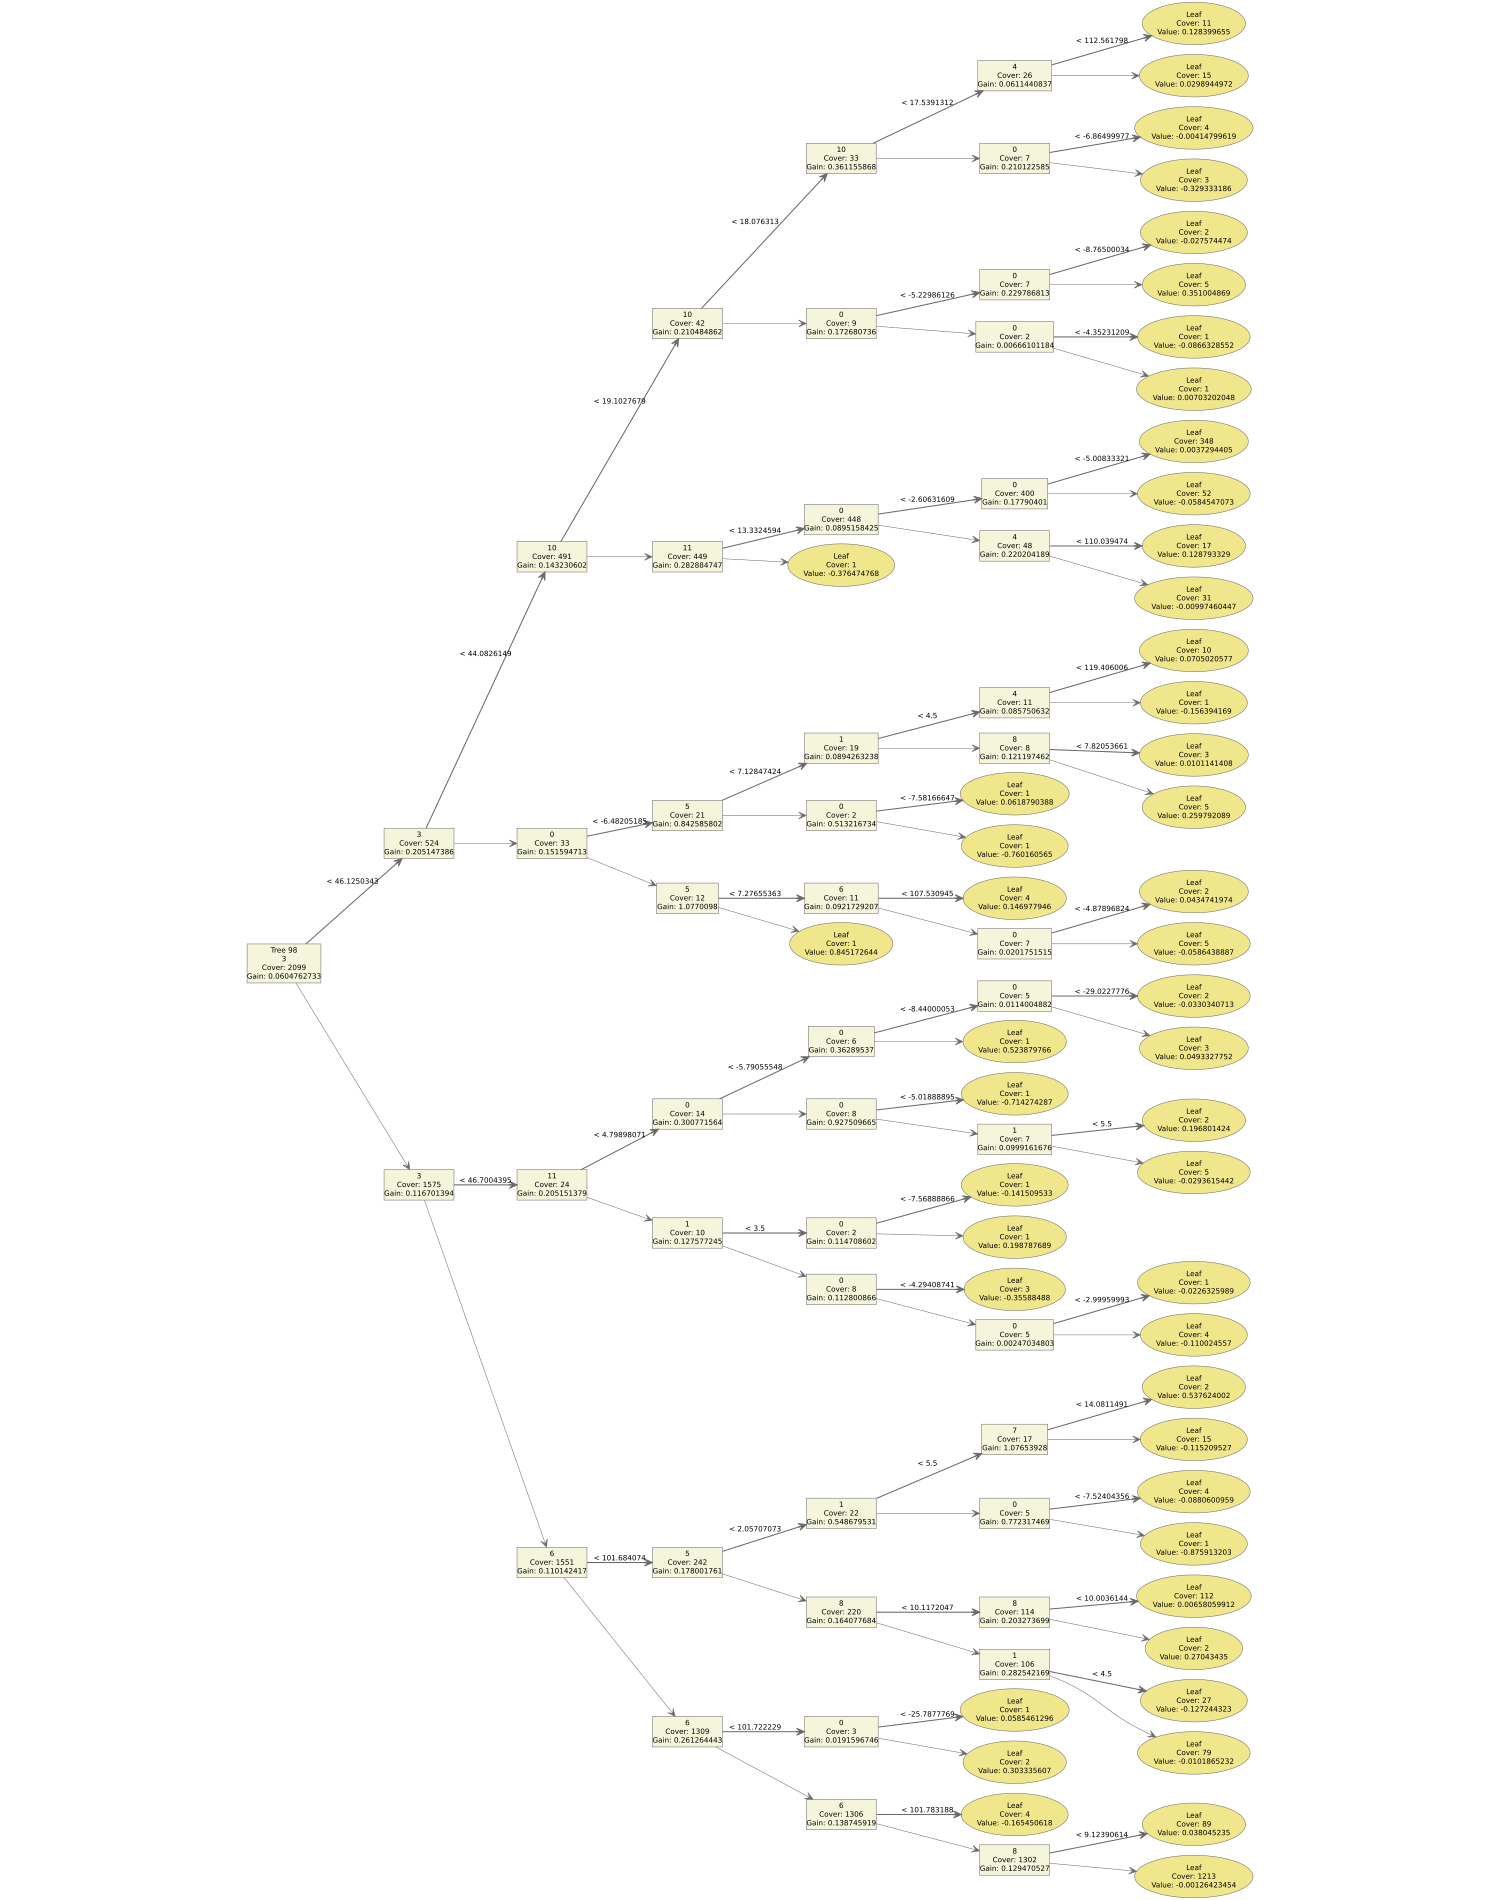 Leaf
Cover: 11
Value: 0.128399655
< 112.561798
4
Cover: 26
Gain: 0.0611440837
Leaf
Cover: 15
Value: 0.0298944972
< 17.5391312
Leaf
Cover: 4
Value: -0.00414799619
< -6.86499977
10
Cover: 33
Gain: 0.361155868
0
Cover: 7
Gain: 0.210122585
Leaf
Cover: 3
Value: -0.329333186
< 18.076313
Leaf
Cover: 2
Value: -0.027574474
< -8.76500034
0
Cover: 7
Gain: 0.229786813
Leaf
Cover: 5
Value: 0.351004869
< -5.22986126
10
Cover: 42
Gain: 0.210484862
0
Cover: 9
Gain: 0.172680736
0
Cover: 2
Gain: 0.00666101184
< -4.35231209
Leaf
Cover: 1
Value: -0.0866328552
Leaf
Cover: 1
Value: 0.00703202048
< 19.1027679
Leaf
Cover: 348
Value: 0.0037294405
< -5.00833321
0
Cover: 400
Gain: 0.17790401
Leaf
Cover: 52
Value: -0.0584547073
< -2.60631609
0
Cover: 448
Gain: 0.0895158425
< 13.3324594
10
Cover: 491
Gain: 0.143230602
11
Cover: 449
Gain: 0.282884747
Leaf
Cover: 1
Value: -0.376474768
4
Cover: 48
Gain: 0.220204189
< 110.039474
Leaf
Cover: 17
Value: 0.128793329
Leaf
Cover: 31
Value: -0.00997460447
< 44.0826149
Leaf
Cover: 10
Value: 0.0705020577
< 119.406006
4
Cover: 11
Gain: 0.085750632
Leaf
Cover: 1
Value: -0.156394169
< 4.5
1
Cover: 19
Gain: 0.0894263238
8
Cover: 8
Gain: 0.121197462
< 7.82053661
Leaf
Cover: 3
Value: 0.0101141408
Leaf
Cover: 5
Value: 0.259792089
< 7.12847424
5
Cover: 21
Gain: 0.842585802
0
Cover: 2
Gain: 0.513216734
< -7.58166647
Leaf
Cover: 1
Value: 0.0618790388
Leaf
Cover: 1
Value: -0.760160565
< -6.48205185
3
Cover: 524
Gain: 0.205147386
0
Cover: 33
Gain: 0.151594713
< 46.1250343
5
Cover: 12
Gain: 1.0770098
< 7.27655363
6
Cover: 11
Gain: 0.0921729207
< 107.530945
Leaf
Cover: 4
Value: 0.146977946
Leaf
Cover: 2
Value: 0.0434741974
< -4.87896824
0
Cover: 7
Gain: 0.0201751515
Leaf
Cover: 5
Value: -0.0586438887
Leaf
Cover: 1
Value: 0.845172644
Tree 98
3
Cover: 2099
Gain: 0.0604762733
0
Cover: 5
Gain: 0.0114004882
< -29.0227776
Leaf
Cover: 2
Value: -0.0330340713
Leaf
Cover: 3
Value: 0.0493327752
< -8.44000053
0
Cover: 6
Gain: 0.36289537
Leaf
Cover: 1
Value: 0.523879766
< -5.79055548
0
Cover: 14
Gain: 0.300771564
0
Cover: 8
Gain: 0.927509665
< -5.01888895
Leaf
Cover: 1
Value: -0.714274287
1
Cover: 7
Gain: 0.0999161676
< 5.5
Leaf
Cover: 2
Value: 0.196801424
Leaf
Cover: 5
Value: -0.0293615442
< 4.79898071
3
Cover: 1575
Gain: 0.116701394
< 46.7004395
11
Cover: 24
Gain: 0.205151379
1
Cover: 10
Gain: 0.127577245
< 3.5
0
Cover: 2
Gain: 0.114708602
< -7.56888866
Leaf
Cover: 1
Value: -0.141509533
Leaf
Cover: 1
Value: 0.198787689
0
Cover: 8
Gain: 0.112800866
< -4.29408741
Leaf
Cover: 3
Value: -0.35588488
0
Cover: 5
Gain: 0.00247034803
< -2.99959993
Leaf
Cover: 1
Value: -0.0226325989
Leaf
Cover: 4
Value: -0.110024557
Leaf
Cover: 2
Value: 0.537624002
< 14.0811491
7
Cover: 17
Gain: 1.07653928
Leaf
Cover: 15
Value: -0.115209527
< 5.5
1
Cover: 22
Gain: 0.548679531
0
Cover: 5
Gain: 0.772317469
< -7.52404356
Leaf
Cover: 4
Value: -0.0880600959
Leaf
Cover: 1
Value: -0.875913203
< 2.05707073
6
Cover: 1551
Gain: 0.110142417
< 101.684074
5
Cover: 242
Gain: 0.178001761
8
Cover: 220
Gain: 0.164077684
< 10.1172047
8
Cover: 114
Gain: 0.203273699
< 10.0036144
Leaf
Cover: 112
Value: 0.00658059912
Leaf
Cover: 2
Value: 0.27043435
1
Cover: 106
Gain: 0.282542169
< 4.5
Leaf
Cover: 27
Value: -0.127244323
Leaf
Cover: 79
Value: -0.0101865232
6
Cover: 1309
Gain: 0.261264443
< 101.722229
0
Cover: 3
Gain: 0.0191596746
< -25.7877769
Leaf
Cover: 1
Value: 0.0585461296
Leaf
Cover: 2
Value: 0.303335607
6
Cover: 1306
Gain: 0.138745919
< 101.783188
Leaf
Cover: 4
Value: -0.165450618
8
Cover: 1302
Gain: 0.129470527
< 9.12390614
Leaf
Cover: 89
Value: 0.038045235
Leaf
Cover: 1213
Value: -0.00126423454